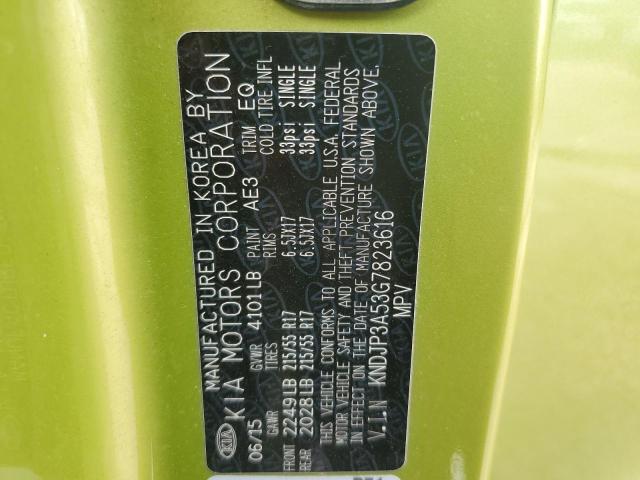 MANUFACTURED IN KOREA BY
KIA KIA MOTORS CORPORATION
06/15 GVWR 4101LB PAINT AE3 TRIM EQ
GAWR TIRES RIMS COLD TIRE INFL
FRONT 2249LB 215/55 R17 6.5JX17 33psi SINGLE
REAR 2028LB 215/55 R17 6.5JX17 33psi SINGLE
THIS VEHICLE CONFORMS TO ALL APPLICABLE U.S.A. FEDERAL
MOTOR VEHICLE SAFETY AND THEFT PREVENTION STANDARDS
IN EFFECT ON THE DATE OF MANUFACTURE SHOWN ABOVE.
V.I.N KNDJP3A53G7823616
MPV